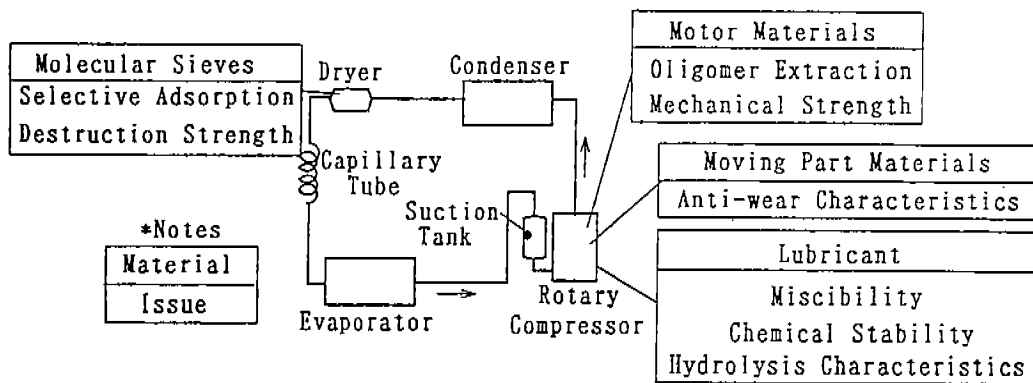 Molecular Sieves
Selective Adsorption
Destruction Strength
Dryer
Condenser
Motor Materials
Oligomer Extraction
Mechanical Strength
Capillary
Tube
Suction
Tank
Moving Part Materials
Anti-wear Characteristics
*Notes
Material
Issue
Evaporator
Rotary
Compressor
Lubricant
Miscibility
Chemical Stability
Hydrolysis Characteristics